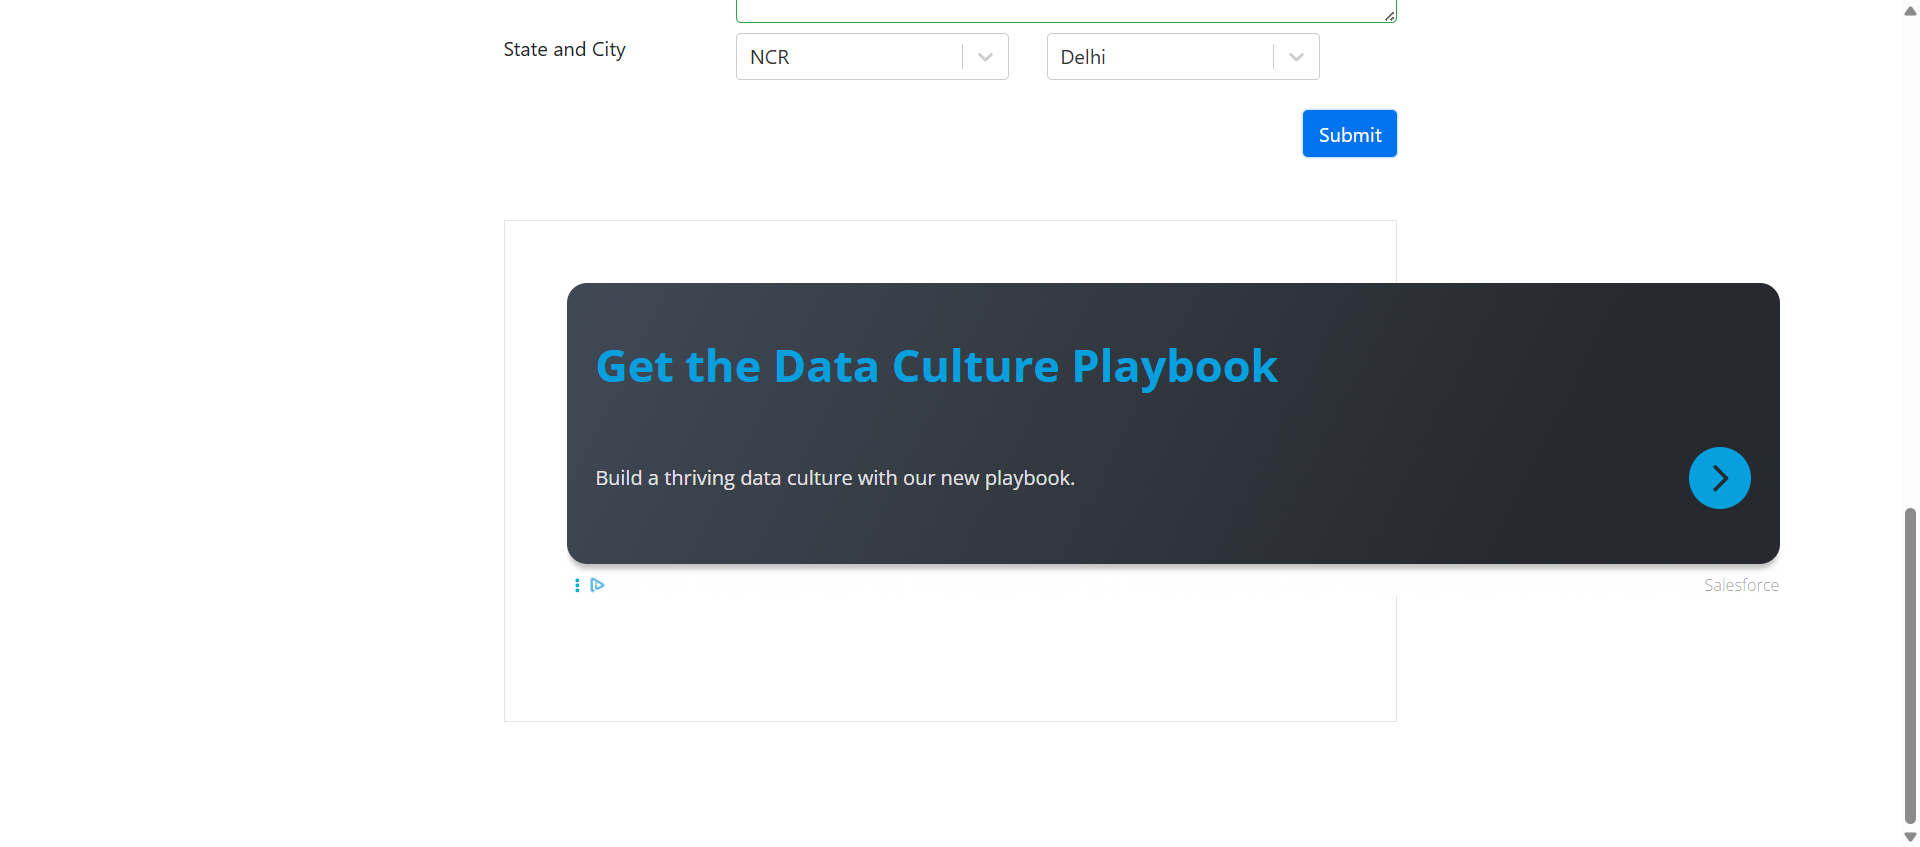 State and City
NCR
Delhi
Submit
Get the Data Culture Playbook
Build a thriving data culture with our new playbook.
Salesforce